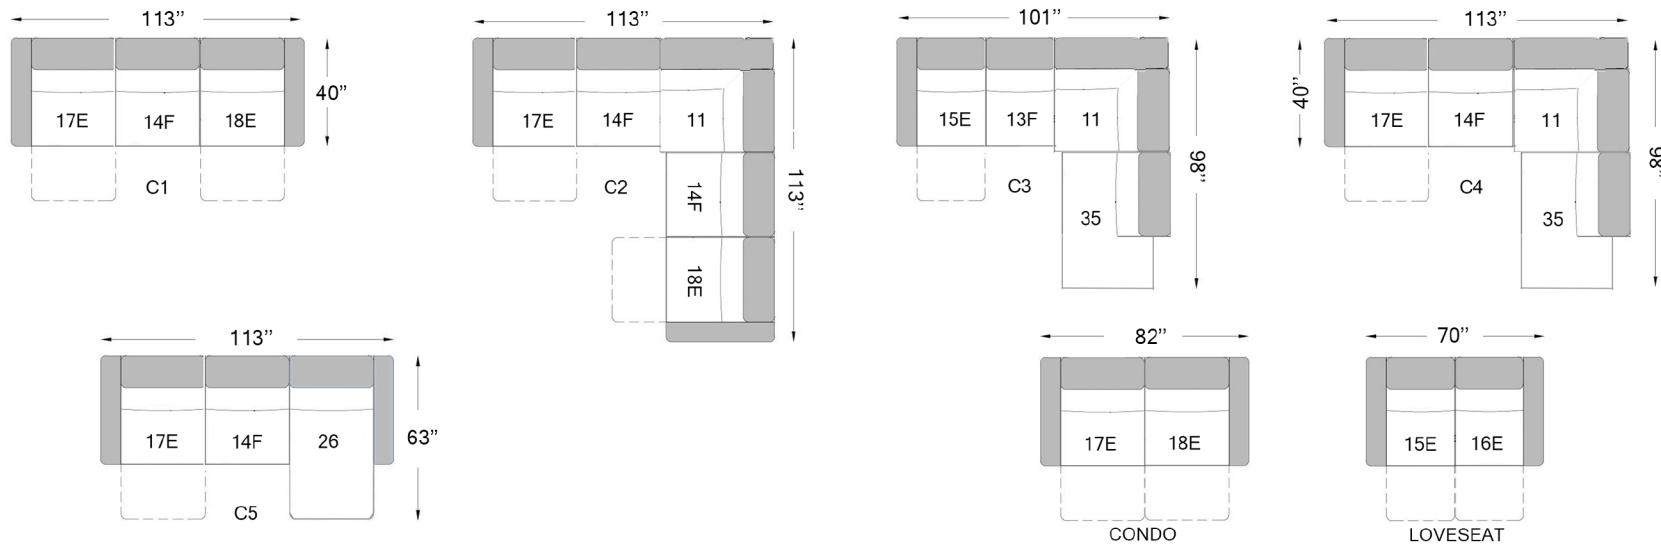 113’’
17E 14F 18E
40’’
C1
113’’
17E 14F 11
14F
18E
113’’
C2
101’’
15E 13F 11
35
98’’
C3
113’’
40’’
17E 14F 11
35
98’’
C4
113’’
17E 14F 26
63’’
C5
82’’
17E 18E
CONDO
70’’
15E 16E
LOVESEAT